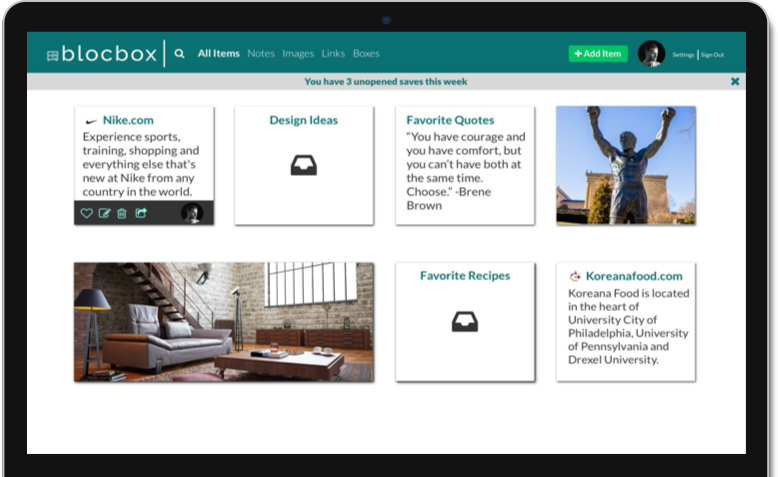 blocbox
All Items Notes Images Links Boxes
+ Add Item
Settings | Sign Out
You have 3 unopened saves this week
Nike.com
Experience sports,
training, shopping and
everything else that's
new at Nike from any
country in the world.
Design Ideas
Favorite Quotes
“You have courage and
you have comfort, but
you can't have both at
the same time.
Choose.” -Brene
Brown
Favorite Recipes
Koreanafood.com
Koreana Food is located
in the heart of
University City of
Philadelphia, University
of Pennsylvania and
Drexel University.